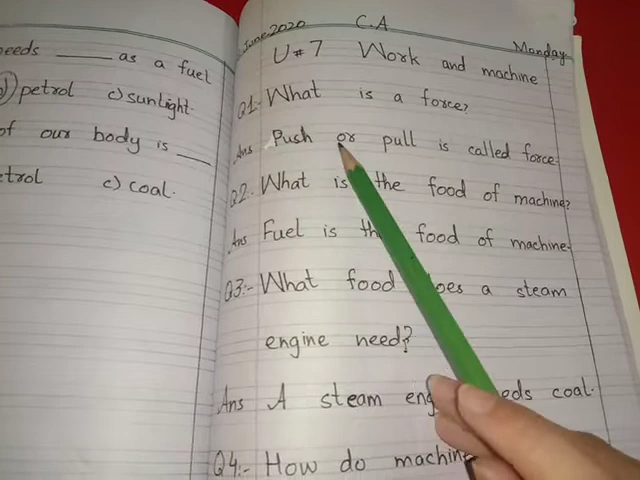 eeds ___ as a fuel
petrol c) sunlight
of our body is ___
etrol c) coal.
June, 2020 C.A Monday
U#7 Work and machine
Q1:- What is a force?
Ans Push or pull is called force.
Q2:- What is the food of machine?
Ans Fuel is the food of machine.
Q3:- What food does a steam
engine need?
Ans A steam eng eds coal.
Q4:- How do machin